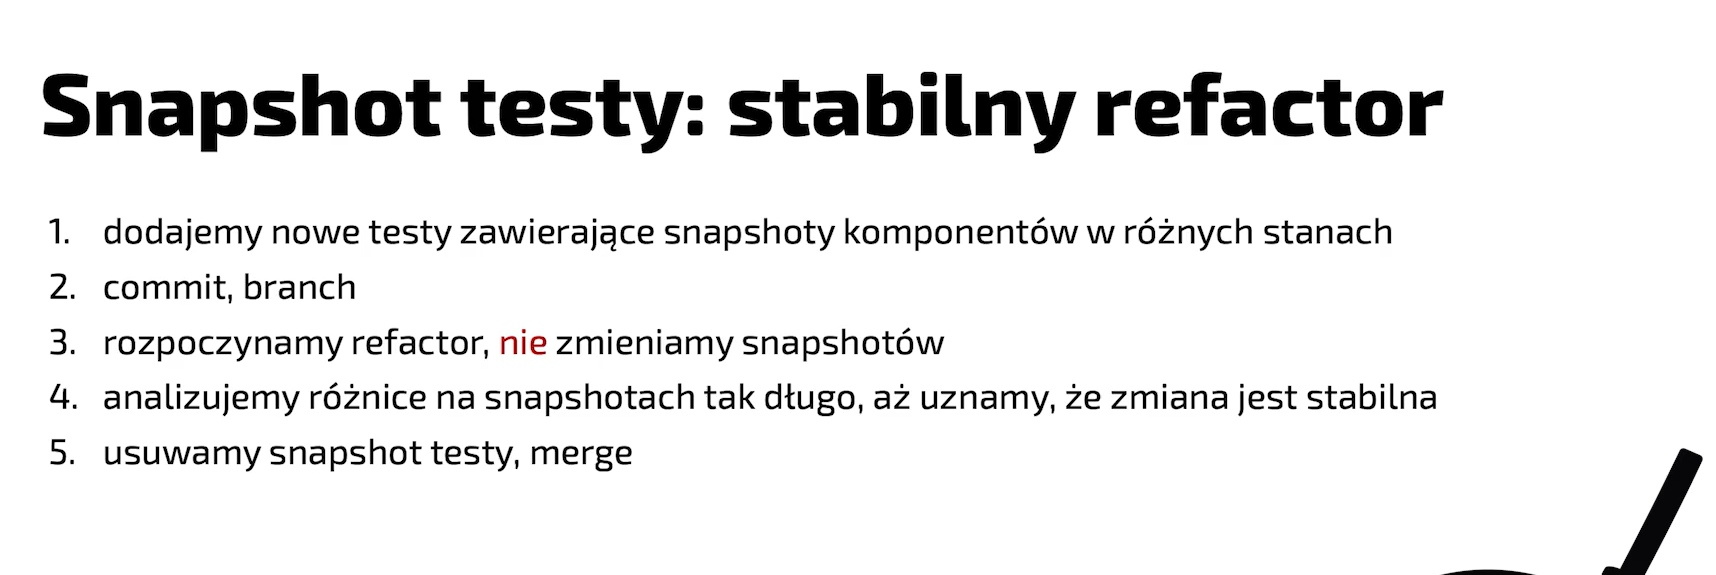 Snapshot testy: stabilny refactor
1. dodajemy nowe testy zawierające snapshoty komponentów w różnych stanach
2. commit, branch
3. rozpoczynamy refactor, nie zmieniamy snapshotów
4. analizujemy różnice na snapshotach tak długo, aż uznamy, że zmiana jest stabilna
5. usuwamy snapshot testy, merge